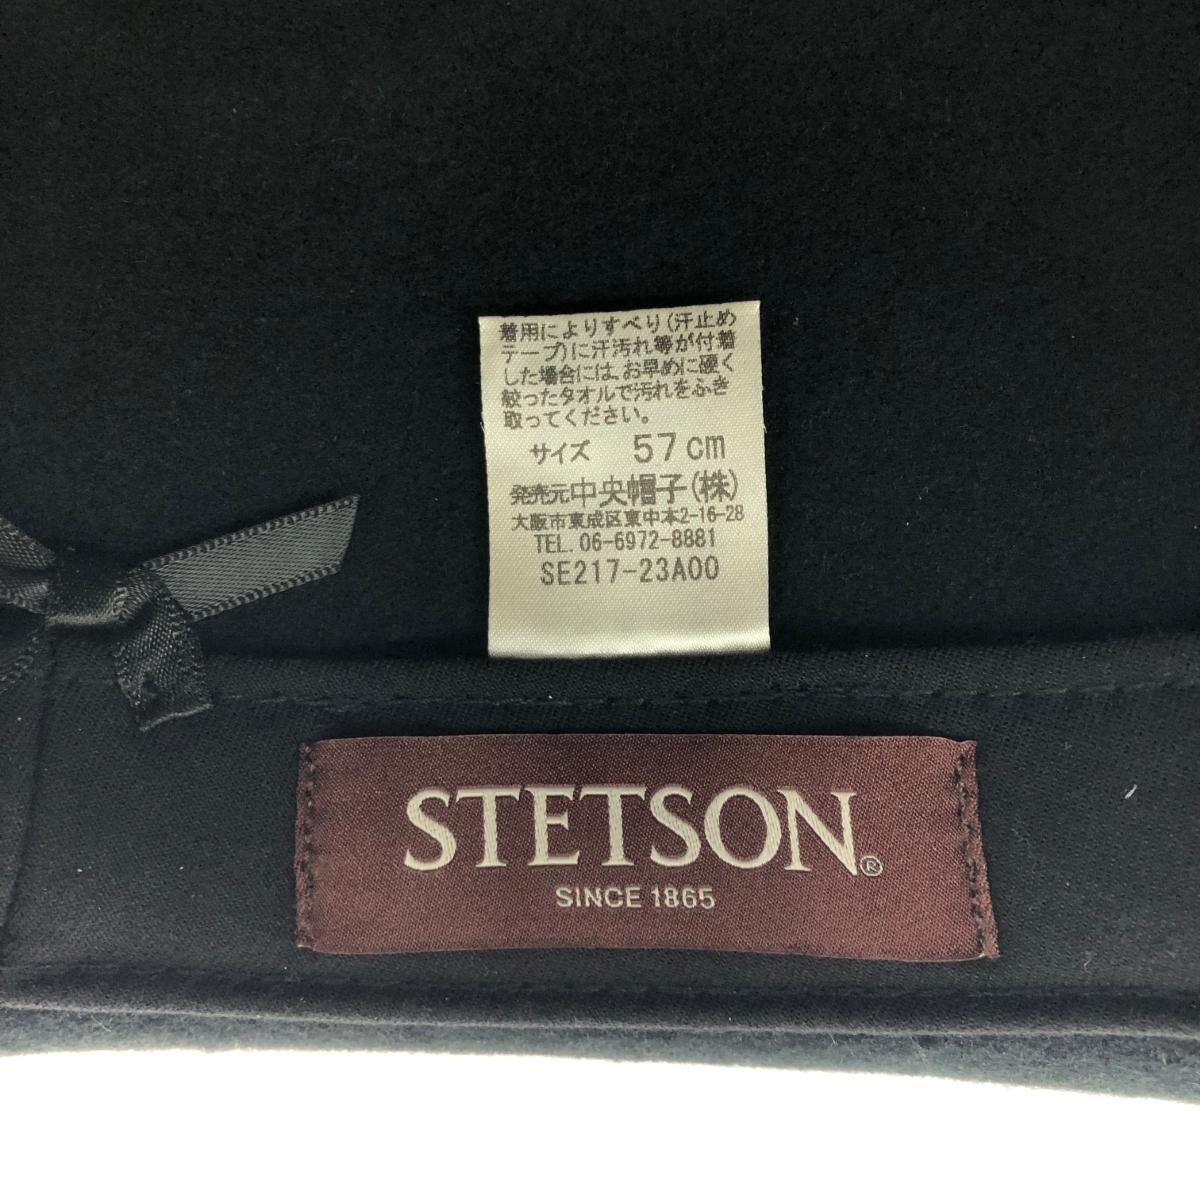 着用によりすべり(汗止め
テープ)に汗汚れ等が付着
した場合には、お早めに硬く
絞ったタオルで汚れをふき
取ってください。
サイズ 57cm
発売元中央帽子(株)
大阪市東成区東中本2-16-28
TEL. 06-6972-8881
SE217-23A00
STETSON®
SINCE 1865